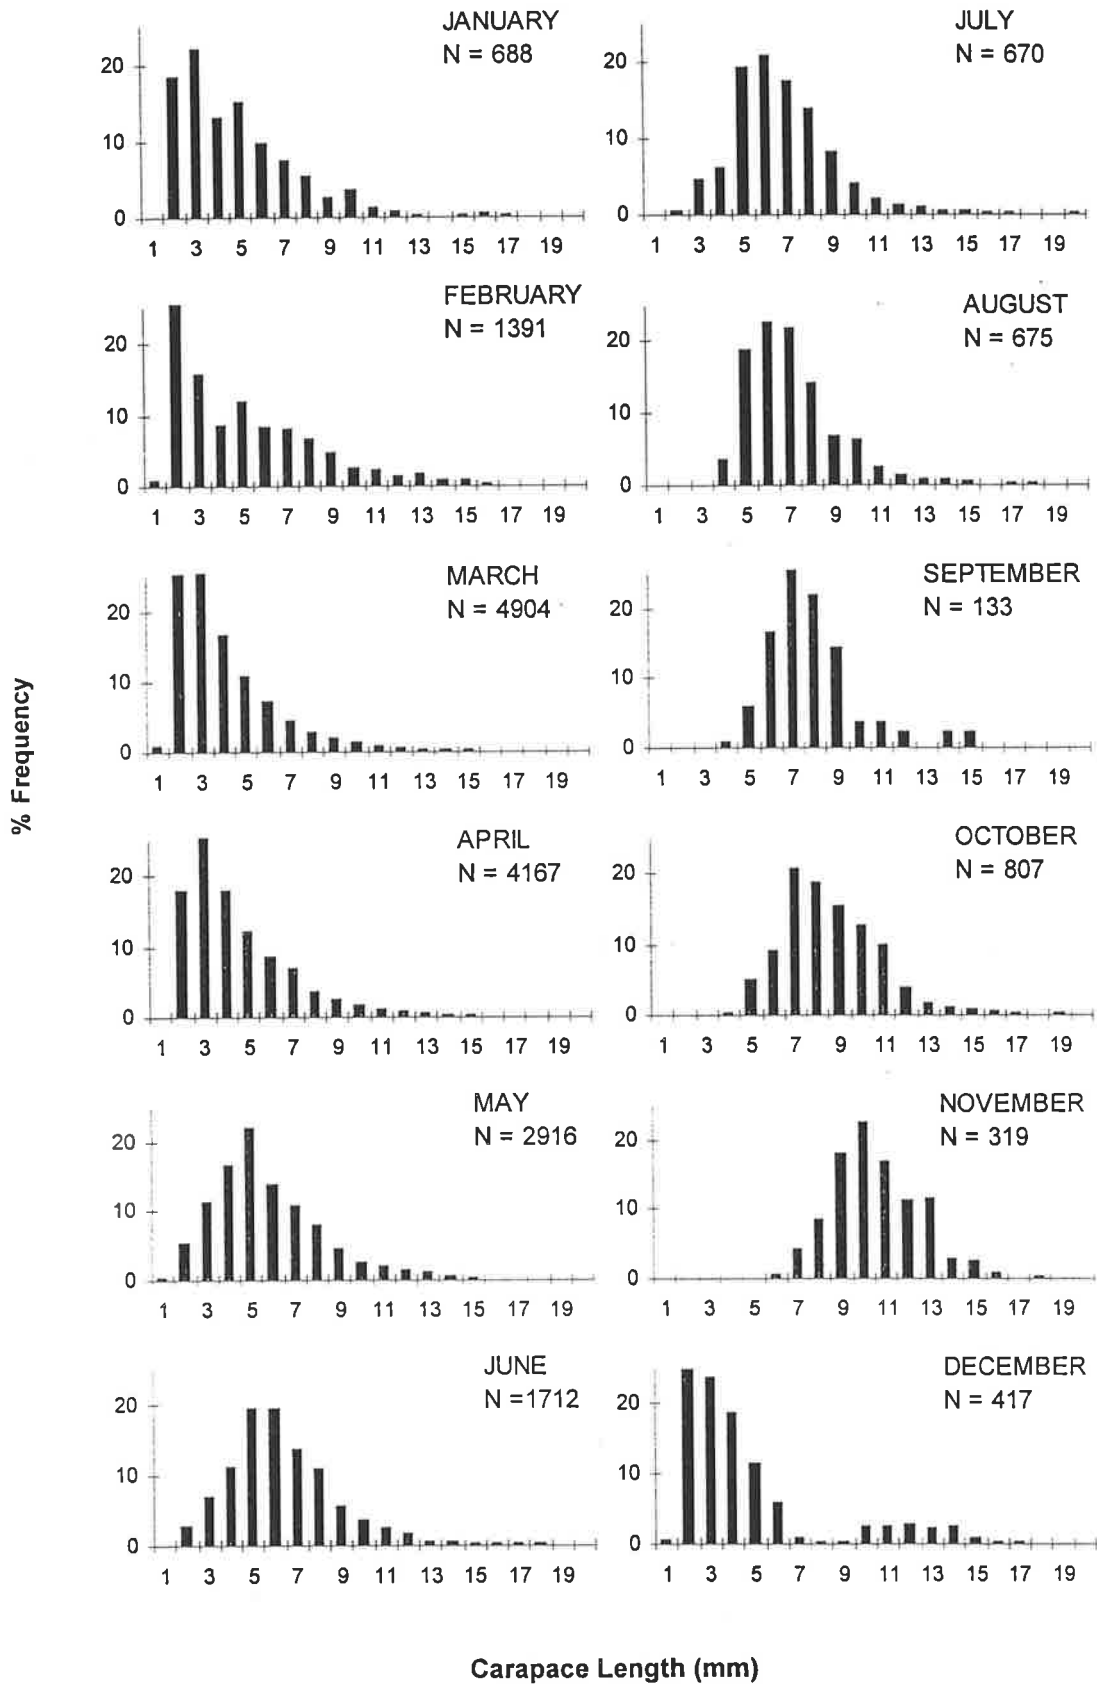 JANUARY
N = 688
20
10
0
1 3 5 7 9 11 13 15 17 19
JULY
N = 670
20
10
0
1 3 5 7 9 11 13 15 17 19
FEBRUARY
N = 1391
20
10
0
1 3 5 7 9 11 13 15 17 19
AUGUST
N = 675
20
10
0
1 3 5 7 9 11 13 15 17 19
MARCH
N = 4904
20
10
0
1 3 5 7 9 11 13 15 17 19
SEPTEMBER
N = 133
20
10
0
1 3 5 7 9 11 13 15 17 19
% Frequency
APRIL
N = 4167
20
10
0
1 3 5 7 9 11 13 15 17 19
OCTOBER
N = 807
20
10
0
1 3 5 7 9 11 13 15 17 19
MAY
N = 2916
20
10
0
1 3 5 7 9 11 13 15 17 19
NOVEMBER
N = 319
20
10
0
1 3 5 7 9 11 13 15 17 19
JUNE
N =1712
20
10
0
1 3 5 7 9 11 13 15 17 19
DECEMBER
N = 417
20
10
0
1 3 5 7 9 11 13 15 17 19
Carapace Length (mm)